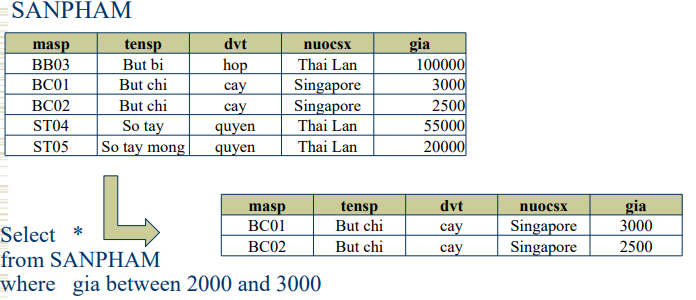 SANPHAM
masp tensp dvt nuocsx gia
BB03 But bi hop Thai Lan 100000
BC01 But chi cay Singapore 3000
BC02 But chi cay Singapore 2500
ST04 So tay quyen Thai Lan 55000
ST05 So tay mong quyen Thai Lan 20000
masp tensp dvt nuocsx gia
BC01 But chi cay Singapore 3000
BC02 But chi cay Singapore 2500
Select *
from SANPHAM
where gia between 2000 and 3000